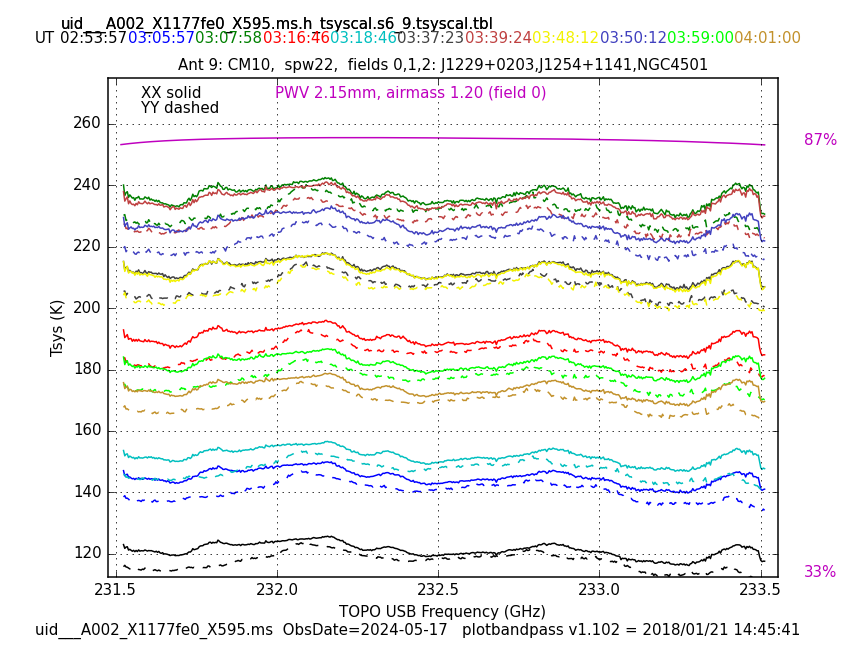 uid___A002_X1177fe0_X595.ms.h_tsyscal.s6_9.tsyscal.tbl
UT 02:53:57 03:05:57 03:07:58 03:16:46 03:18:46 03:37:23 03:39:24 03:48:12 03:50:12 03:59:00 04:01:00
Ant 9: CM10,  spw22,  fields 0,1,2: J1229+0203,J1254+1141,NGC4501
XX solid
PWV 2.15mm, airmass 1.20 (field 0)
YY dashed
260
87%
240
220
200
Tsys (K)
180
160
140
120
33%
231.5 232.0 232.5 233.0 233.5
TOPO USB Frequency (GHz)
uid___A002_X1177fe0_X595.ms  ObsDate=2024-05-17   plotbandpass v1.102 = 2018/01/21 14:45:41